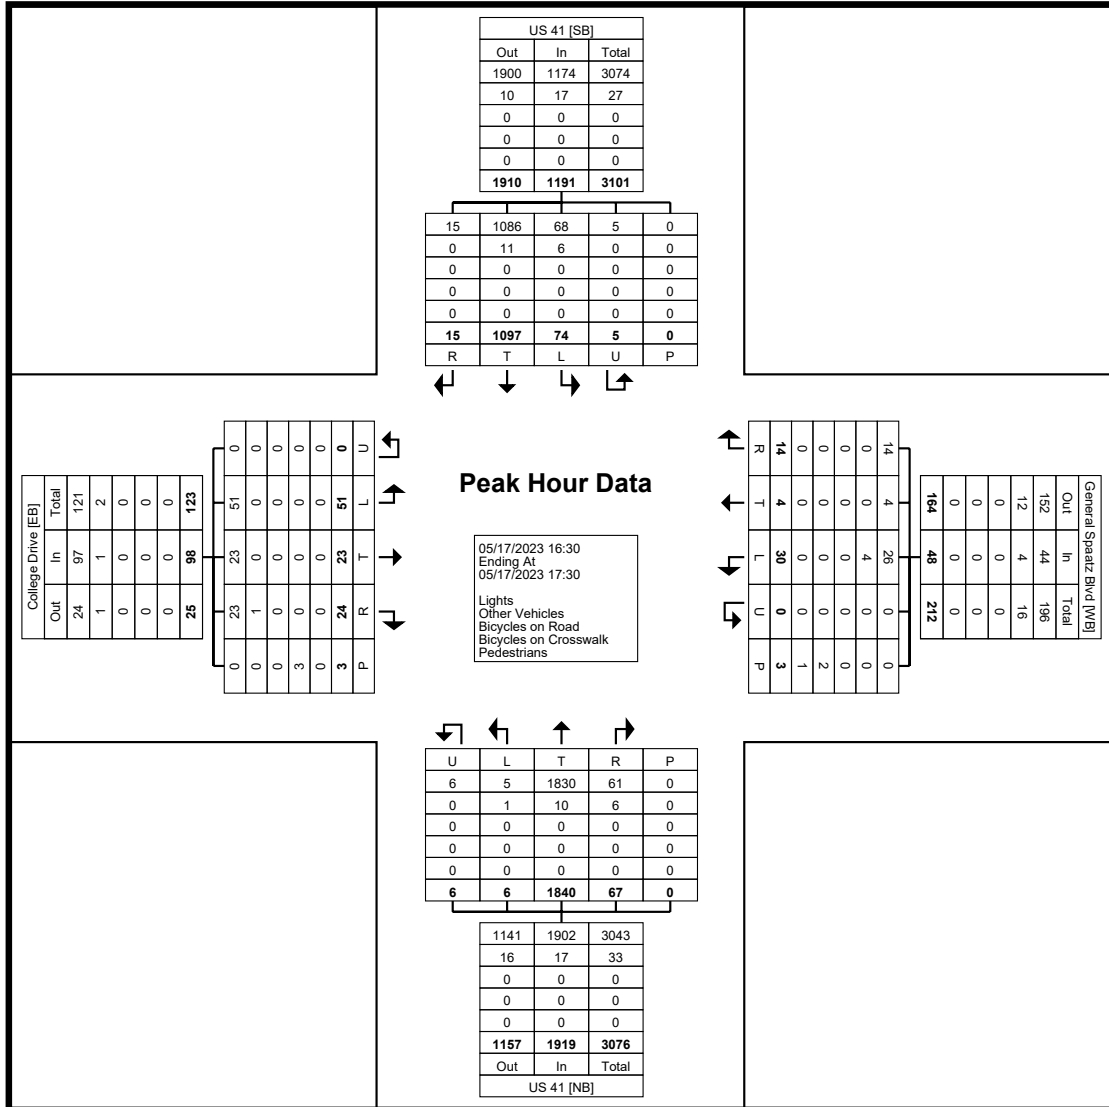 US 41 [SB]
Out In Total
1900 1174 3074
10 17 27
0 0 0
0 0 0
0 0 0
1910 1191 3101
15 1086 68 5 0
0 11 6 0 0
0 0 0 0 0
0 0 0 0 0
0 0 0 0 0
15 1097 74 5 0
R T L U P
College Drive [EB]
Total In Out
121 97 24
2 1 1
0 0 0
0 0 0
0 0 0
123 98 25
0 51 23 23 0
0 0 0 1 0
0 0 0 0 0
0 0 0 0 3
0 0 0 0 0
0 51 23 24 3
U L T R P
Peak Hour Data
05/17/2023 16:30
Ending At
05/17/2023 17:30
Lights
Other Vehicles
Bicycles on Road
Bicycles on Crosswalk
Pedestrians
General Spaatz Blvd [WB]
Out In Total
152 44 196
12 4 16
0 0 0
0 0 0
0 0 0
164 48 212
14 4 26 0 0
0 0 4 0 0
0 0 0 0 0
0 0 0 0 2
0 0 0 0 1
14 4 30 0 3
R T L U P
U L T R P
6 5 1830 61 0
0 1 10 6 0
0 0 0 0 0
0 0 0 0 0
0 0 0 0 0
6 6 1840 67 0
1141 1902 3043
16 17 33
0 0 0
0 0 0
0 0 0
1157 1919 3076
Out In Total
US 41 [NB]